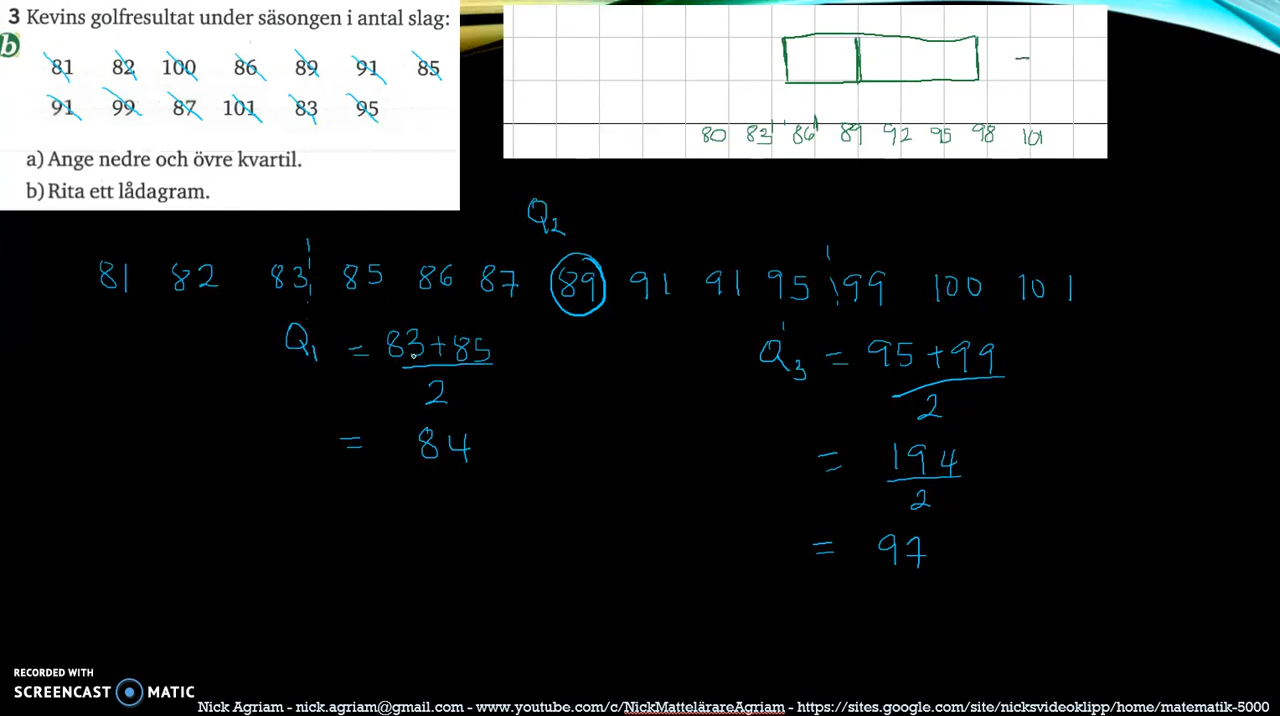 3 Kevins golfresultat under säsongen i antal slag:
b
81 82 100 86 89 91 85
91 99 87 101 83 95
a) Ange nedre och övre kvartil.
b) Rita ett lådagram.
80 83 86 89 92 95 98 101
Q2
81 82 83 85 86 87 89 91 91 95 99 100 101
Q1 = 83+85
2
= 84
Q3 = 95+99
2
= 194
2
= 97
RECORDED WITH
SCREENCAST MATIC
Nick Agriam - nick.agriam@gmail.com - www.youtube.com/c/NickMattelärareAgriam - https://sites.google.com/site/nicksvideoklipp/home/matematik-5000